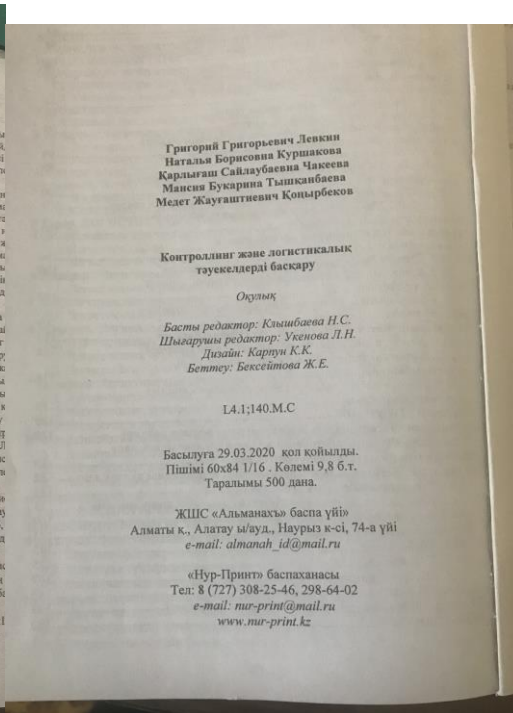 Григорий Григорьевич Левкин
Наталья Борисовна Куршакова
Қарлығаш Сайлаубаевна Чакеева
Мансия Букарина Тышқанбаева
Медет Жауғаштиевич Қоңырбеков
Контроллинг және логистикалық
тәуекелдерді басқару
Оқулық
Басты редактор: Клышбаева Н.С.
Шығарушы редактор: Укенова Л.Н.
Дизайн: Карпун К.К.
Беттеу: Бексейтова Ж.Е.
L4.1;140.M.C
Басылуға 29.03.2020 қол қойылды.
Пішімі 60х84 1/16 . Көлемі 9,8 б.т.
Таралымы 500 дана.
ЖШС «Альманахъ» баспа үйі»
Алматы қ., Алатау ы/ауд., Наурыз к-сі, 74-а үйі
e-mail: almanah_id@mail.ru
«Нур-Принт» баспаханасы
Тел: 8 (727) 308-25-46, 298-64-02
e-mail: nur-print@mail.ru
www.nur-print.kz